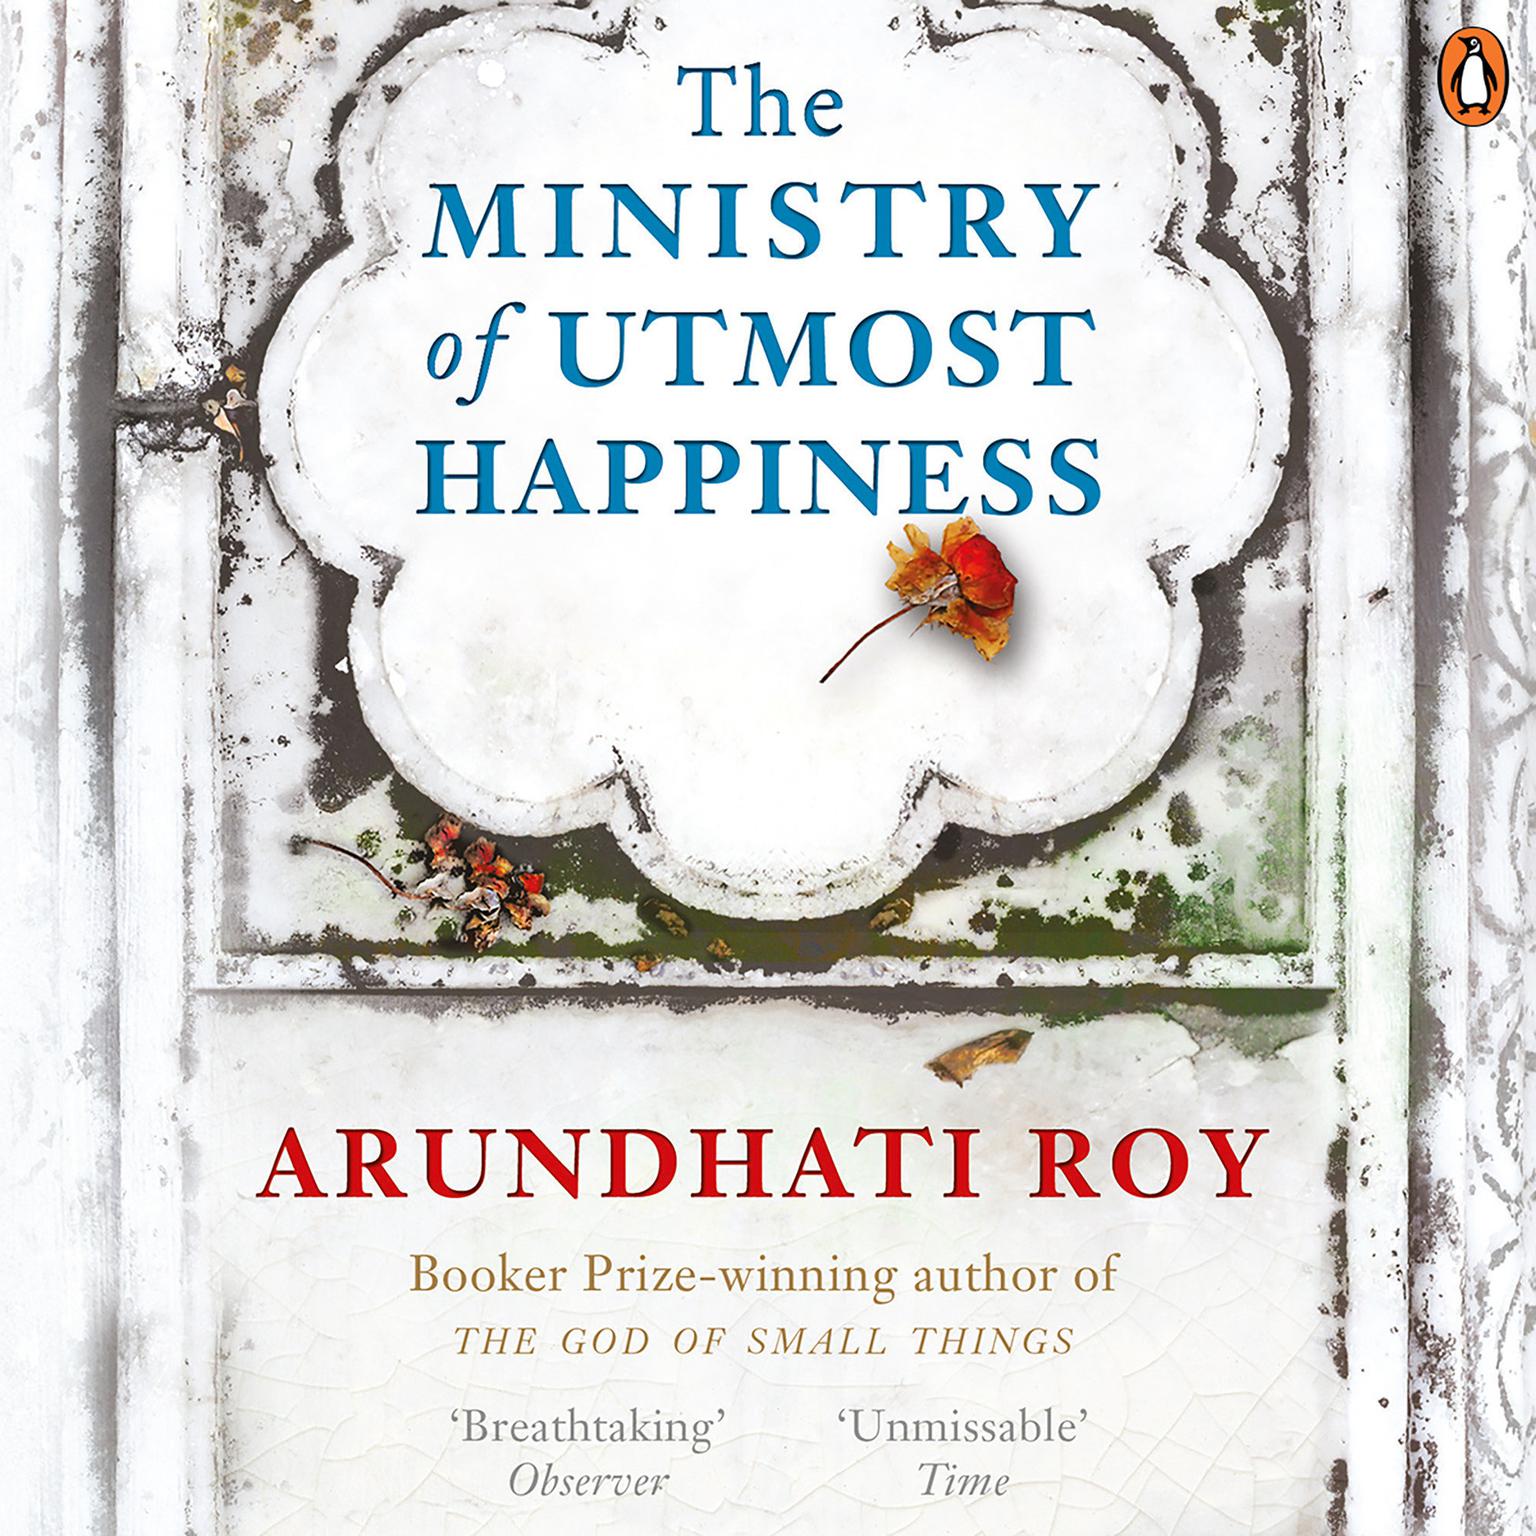 The
MINISTRY
of UTMOST
HAPPINESS
ARUNDHATI ROY
Booker Prize-winning author of
THE GOD OF SMALL THINGS
‘Breathtaking’ ‘Unmissable’
Observer Time